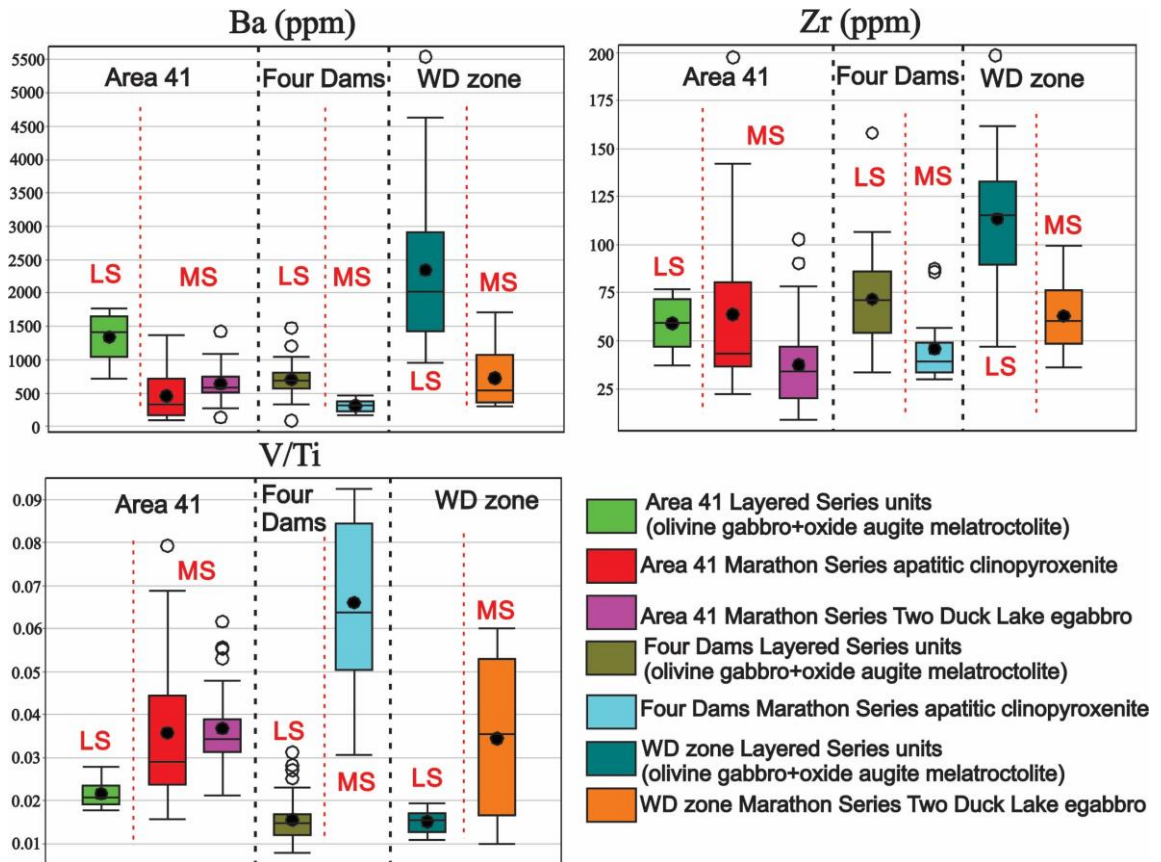 Ba (ppm)
5500
5000
4500
4000
3500
3000
2500
2000
1500
1000
500
0
Area 41
Four Dams
WD zone
LS
MS
LS
MS
LS
MS
Zr (ppm)
200
175
150
125
100
75
50
25
Area 41
Four Dams
WD zone
LS
MS
LS
MS
LS
MS
V/Ti
0.09
0.08
0.07
0.06
0.05
0.04
0.03
0.02
0.01
Area 41
Four
Dams
WD zone
LS
MS
LS
MS
LS
MS
Area 41 Layered Series units
(olivine gabbro+oxide augite melatroctolite)
Area 41 Marathon Series apatitic clinopyroxenite
Area 41 Marathon Series Two Duck Lake egabbro
Four Dams Layered Series units
(olivine gabbro+oxide augite melatroctolite)
Four Dams Marathon Series apatitic clinopyroxenite
WD zone Layered Series units
(olivine gabbro+oxide augite melatroctolite)
WD zone Marathon Series Two Duck Lake egabbro